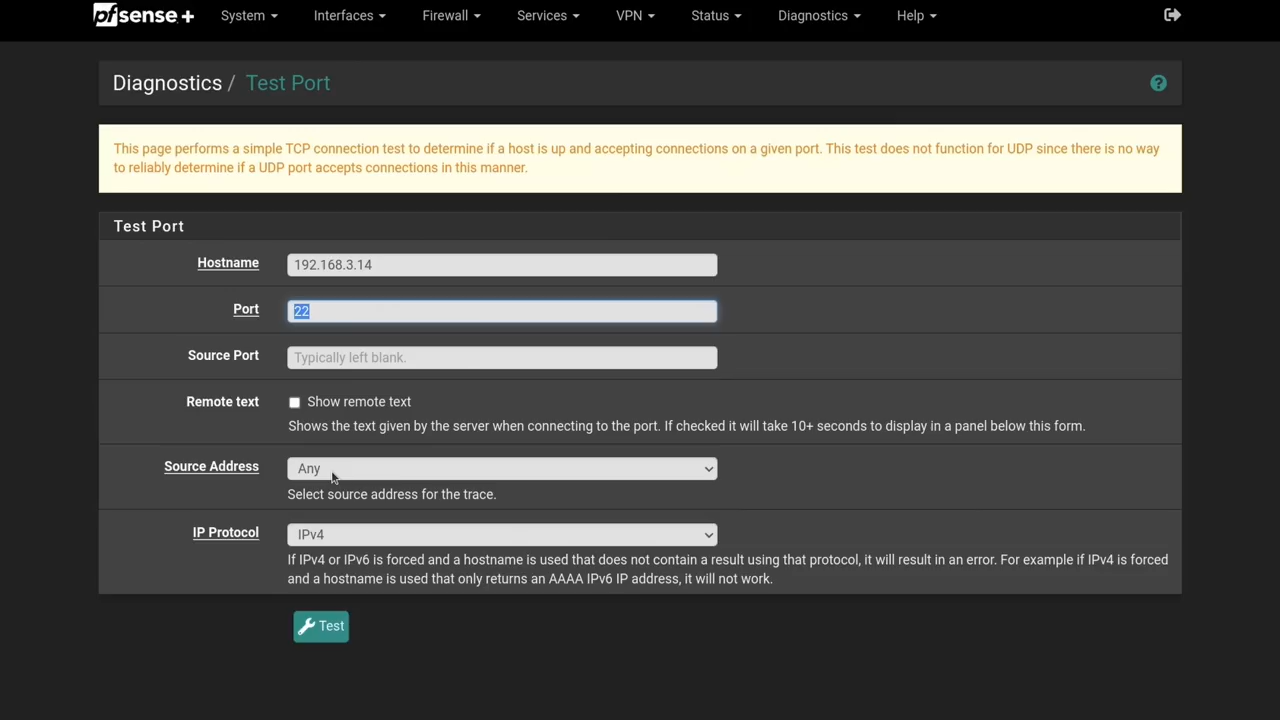 pfsense +
System Interfaces Firewall Services VPN Status Diagnostics Help
Diagnostics / Test Port
This page performs a simple TCP connection test to determine if a host is up and accepting connections on a given port. This test does not function for UDP since there is no way
to reliably determine if a UDP port accepts connections in this manner.
Test Port
Hostname 192.168.3.14
Port 22
Source Port Typically left blank.
Remote text Show remote text
Shows the text given by the server when connecting to the port. If checked it will take 10+ seconds to display in a panel below this form.
Source Address Any
Select source address for the trace.
IP Protocol IPv4
If IPv4 or IPv6 is forced and a hostname is used that does not contain a result using that protocol, it will result in an error. For example if IPv4 is forced
and a hostname is used that only returns an AAAA IPv6 IP address, it will not work.
Test